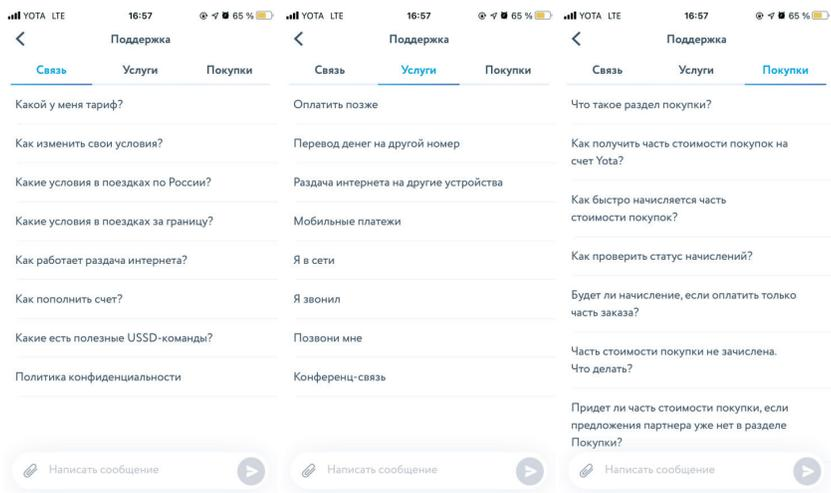 YOTA LTE 16:57 65 %
Поддержка
Связь Услуги Покупки
Какой у меня тариф?
Как изменить свои условия?
Какие условия в поездках по России?
Какие условия в поездках за границу?
Как работает раздача интернета?
Как пополнить счет?
Какие есть полезные USSD-команды?
Политика конфиденциальности
Написать сообщение
YOTA LTE 16:57 65 %
Поддержка
Связь Услуги Покупки
Оплатить позже
Перевод денег на другой номер
Раздача интернета на другие устройства
Мобильные платежи
Я в сети
Я звонил
Позвони мне
Конференц-связь
Написать сообщение
YOTA LTE 16:57 65 %
Поддержка
Связь Услуги Покупки
Что такое раздел покупки?
Как получить часть стоимости покупок на
счет Yota?
Как быстро начисляется часть
стоимости покупок?
Как проверить статус начислений?
Будет ли начисление, если оплатить только
часть заказа?
Часть стоимости покупки не зачислена.
Что делать?
Придет ли часть стоимости покупки, если
предложения партнера уже нет в разделе
Покупки?
Написать сообщение